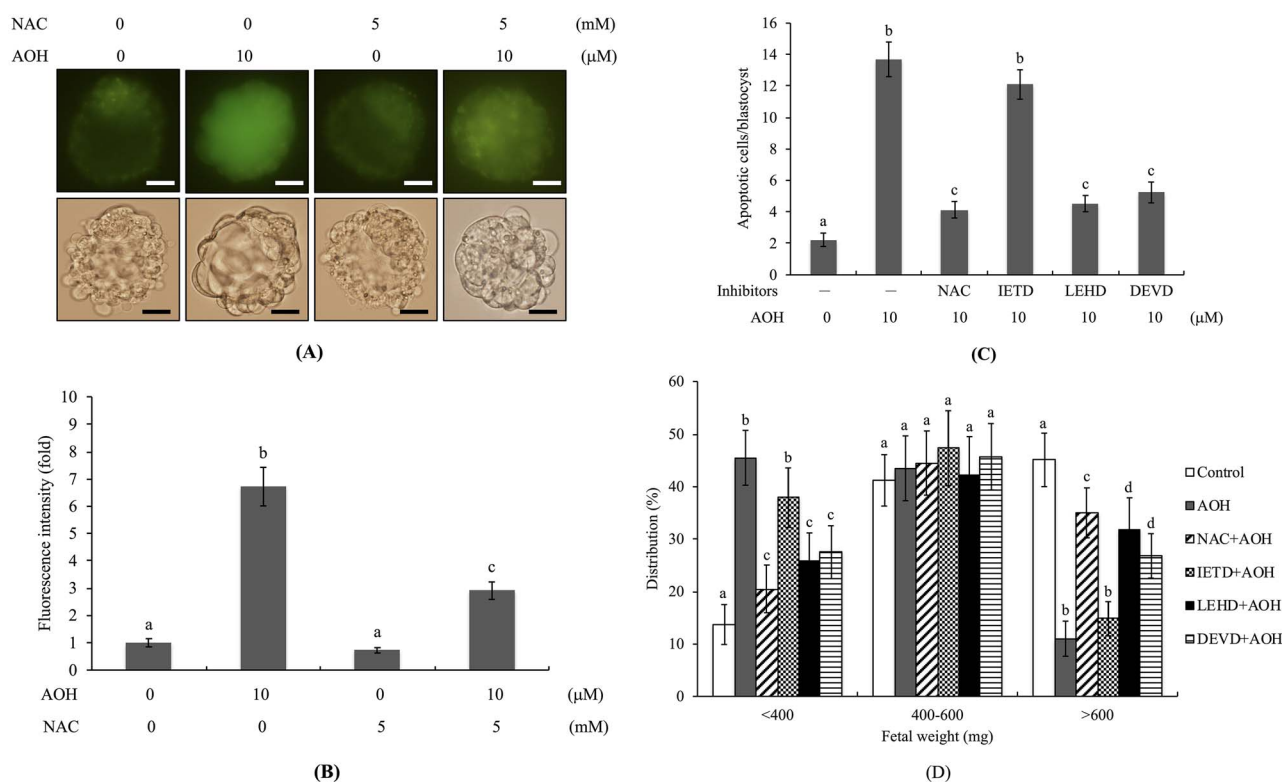 NAC 0 0 5 5 (mM)
AOH 0 10 0 10 (μM)
(A)
10
9
8
7
6
5
4
3
2
1
0
Fluorescence intensity (fold)
a b a c
AOH 0 10 0 10 (μM)
NAC 0 0 5 5 (mM)
(B)
16
14
12
10
8
6
4
2
0
Apoptotic cells/blastocyst
a b c b c c
Inhibitors – – NAC IETD LEHD DEVD
AOH 0 10 10 10 10 10 (μM)
(C)
60
50
40
30
20
10
0
Distribution (%)
a b c b c c a a a a a a a b c b d d
<400 400-600 >600
Fetal weight (mg)
Control
AOH
NAC+AOH
IETD+AOH
LEHD+AOH
DEVD+AOH
(D)